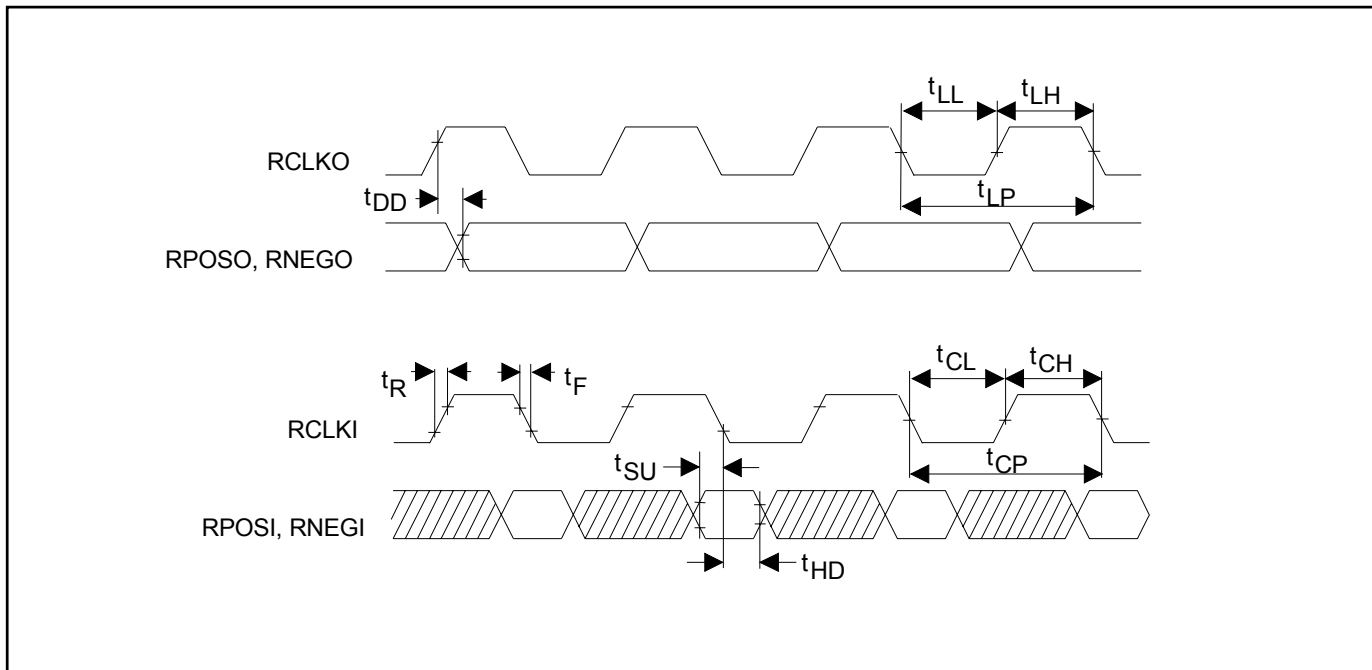 tLL tLH
RCLKO
tDD tLP
RPOSO, RNEGO
tCL tCH
tR tF
RCLKI
tSU tCP
RPOSI, RNEGI
tHD